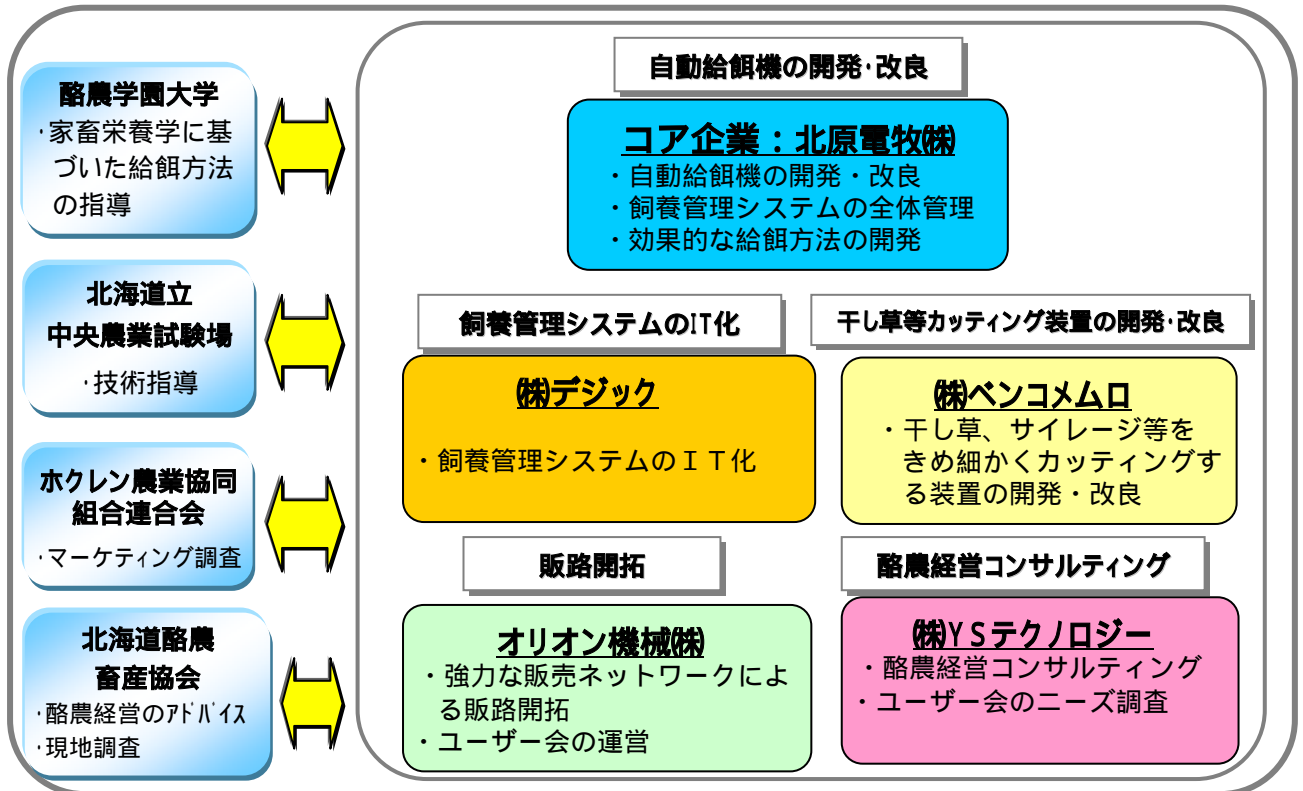 酪農学園大学
・家畜栄養学に基
づいた給餌方法
の指導
北海道立
中央農業試験場
・技術指導
ホクレン農業協同
組合連合会
・マーケティング調査
北海道酪農
畜産協会
・酪農経営のｱﾄﾞﾊﾞｲｽ
・現地調査
自動給餌機の開発・改良
コア企業：北原電牧㈱
・自動給餌機の開発・改良
・飼養管理システムの全体管理
・効果的な給餌方法の開発
飼養管理システムのIT化
㈱デジック
・飼養管理システムのＩＴ化
干し草等カッティング装置の開発・改良
㈱ベンコメムロ
・干し草、サイレージ等を
きめ細かくカッティングす
る装置の開発・改良
販路開拓
オリオン機械㈱
・強力な販売ネットワークによ
る販路開拓
・ユーザー会の運営
酪農経営コンサルティング
㈱ＹＳテクノロジー
・酪農経営コンサルティング
・ユーザー会のニーズ調査